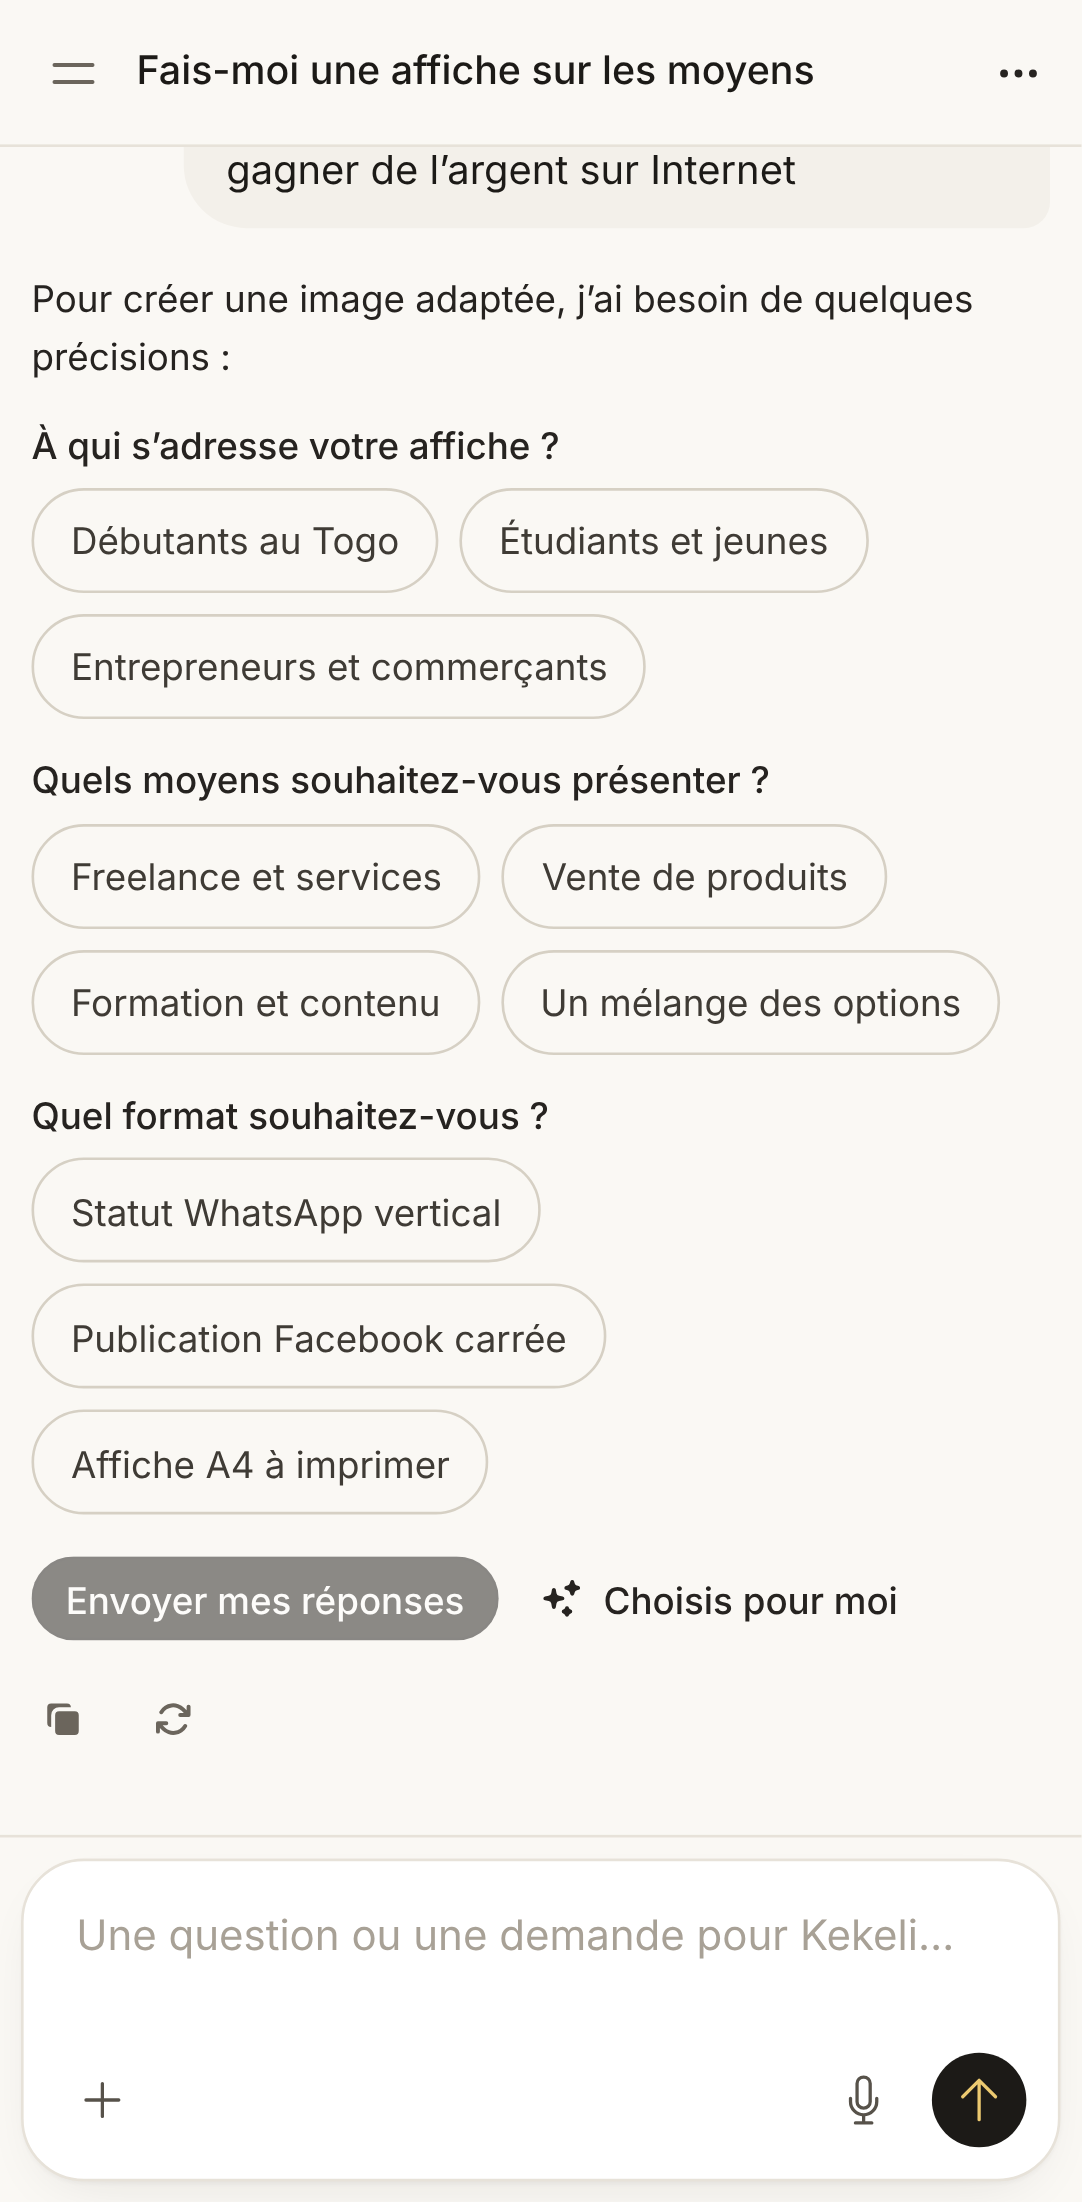 Fais-moi une affiche sur les moyens
gagner de l’argent sur Internet
Pour créer une image adaptée, j’ai besoin de quelques
précisions :
À qui s’adresse votre affiche ?
Débutants au Togo
Étudiants et jeunes
Entrepreneurs et commerçants
Quels moyens souhaitez-vous présenter ?
Freelance et services
Vente de produits
Formation et contenu
Un mélange des options
Quel format souhaitez-vous ?
Statut WhatsApp vertical
Publication Facebook carrée
Affiche A4 à imprimer
Envoyer mes réponses
Choisis pour moi
Une question ou une demande pour Kekeli...